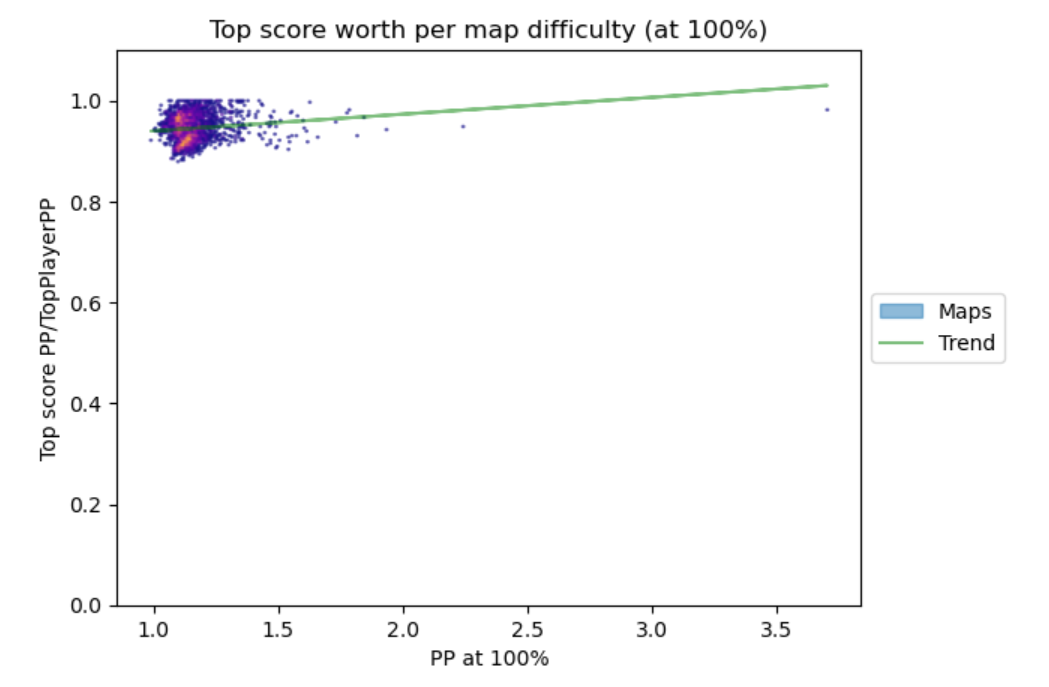 Top score worth per map difficulty (at 100%)
1.0
0.8
0.6
0.4
0.2
0.0
Top score PP/TopPlayerPP
1.0 1.5 2.0 2.5 3.0 3.5
PP at 100%
Maps
Trend